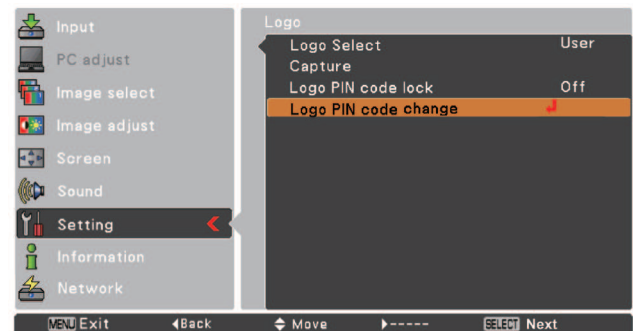 Input
PC adjust
Image select
Image adjust
Screen
Sound
Setting
Information
Network
Logo
Logo Select User
Capture
Logo PIN code lock Off
Logo PIN code change
MENU Exit ◀Back Move ▶----- SELECT Next